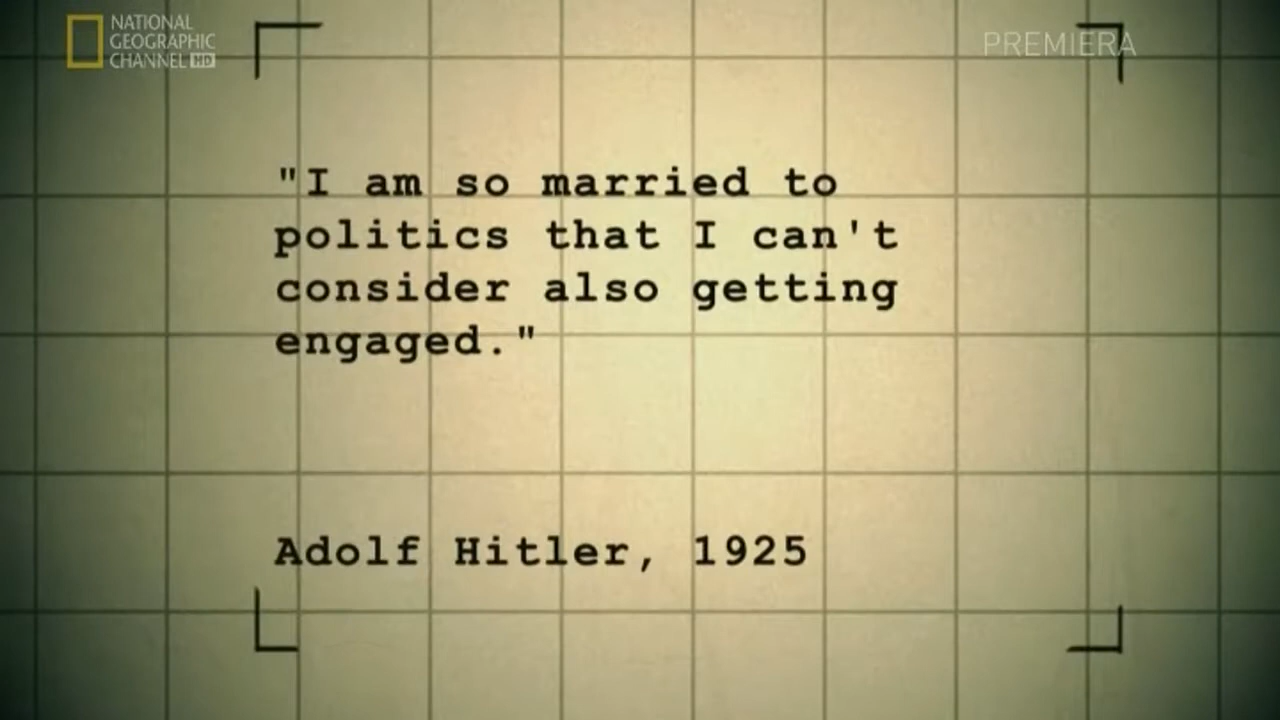 NATIONAL
GEOGRAPHIC
CHANNEL HD
PREMIERA
"I am so married to
politics that I can't
consider also getting
engaged."
Adolf Hitler, 1925